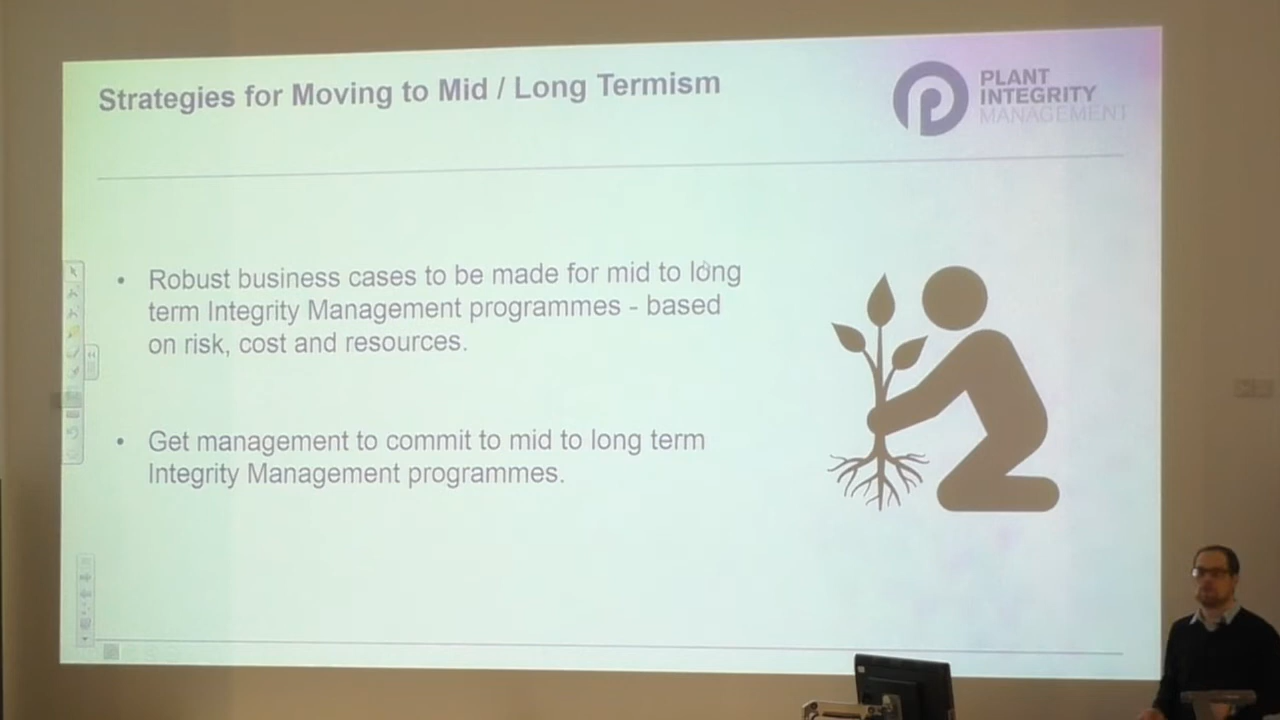 Strategies for Moving to Mid / Long Termism
PLANT
INTEGRITY
MANAGEMENT
• Robust business cases to be made for mid to long
term Integrity Management programmes - based
on risk, cost and resources.
• Get management to commit to mid to long term
Integrity Management programmes.